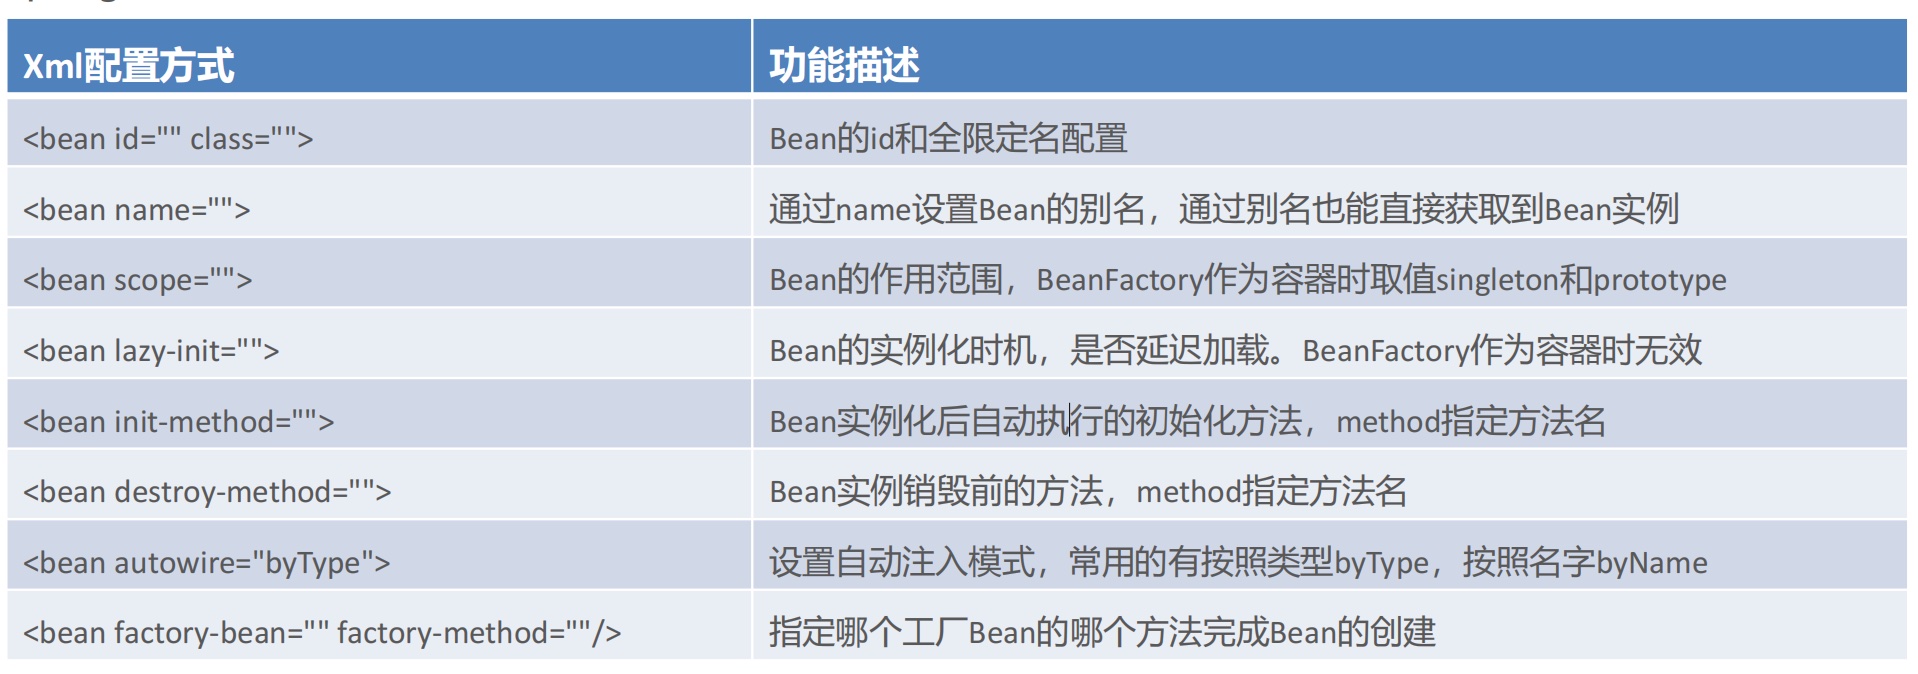 Xml配置方式 功能描述
<bean id="" class=""> Bean的id和全限定名配置
<bean name=""> 通过name设置Bean的别名，通过别名也能直接获取到Bean实例
<bean scope=""> Bean的作用范围，BeanFactory作为容器时取值singleton和prototype
<bean lazy-init=""> Bean的实例化时机，是否延迟加载。BeanFactory作为容器时无效
<bean init-method=""> Bean实例化后自动执行的初始化方法，method指定方法名
<bean destroy-method=""> Bean实例销毁前的方法，method指定方法名
<bean autowire="byType"> 设置自动注入模式，常用的有按照类型byType，按照名字byName
<bean factory-bean="" factory-method=""/> 指定哪个工厂Bean的哪个方法完成Bean的创建